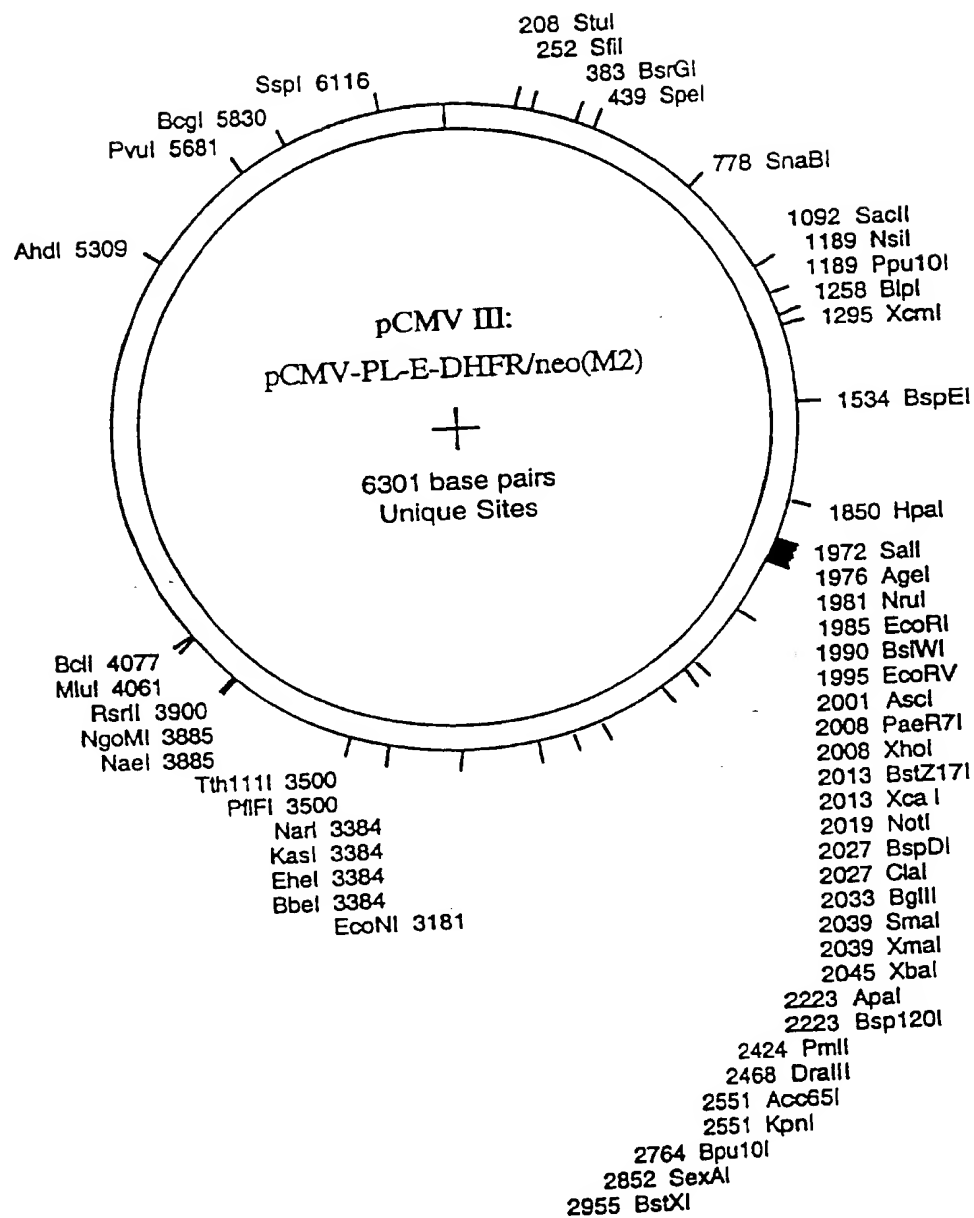 208 StuI
252 SfiI
383 BsrGI
439 SpeI
778 SnaBI
1092 SacII
1189 NsiI
1189 Ppu10I
1258 BlpI
1295 XcmI
1534 BspEI
1850 HpaI
1972 SalI
1976 AgeI
1981 NruI
1985 EcoRI
1990 BsiWI
1995 EcoRV
2001 AscI
2008 PaeR7I
2008 XhoI
2013 BstZ17I
2013 Xca I
2019 NotI
2027 BspDI
2027 ClaI
2033 BglII
2039 SmaI
2039 XmaI
2045 XbaI
2223 ApaI
2223 Bsp120I
2424 PmlI
2468 DraIII
2551 Acc65I
2551 KpnI
2764 Bpu10I
2852 SexAI
2955 BstXI
EcoNI 3181
BbeI 3384
EheI 3384
KasI 3384
NarI 3384
PflFI 3500
Tth111I 3500
NaeI 3885
NgoMI 3885
RsrII 3900
MluI 4061
BclI 4077
AhdI 5309
PvuI 5681
BcgI 5830
SspI 6116
pCMV III:
pCMV-PL-E-DHFR/neo(M2)
6301 base pairs
Unique Sites